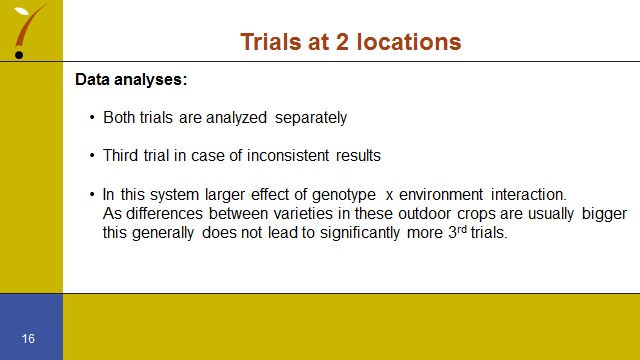 Trials at 2 locations
Data analyses:
• Both trials are analyzed separately
• Third trial in case of inconsistent results
• In this system larger effect of genotype x environment interaction.
As differences between varieties in these outdoor crops are usually bigger
this generally does not lead to significantly more 3rd trials.
16